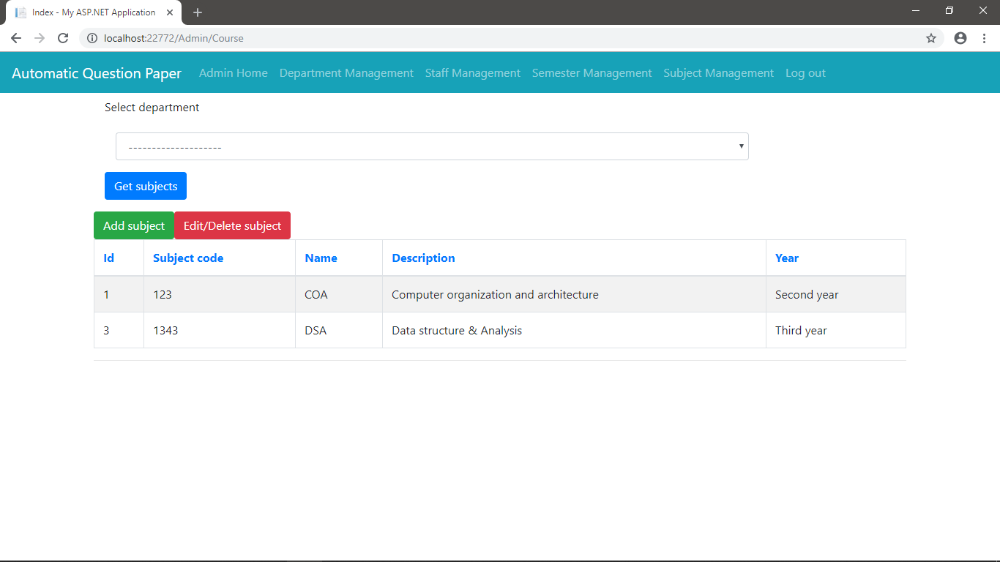 Index - My ASP.NET Application
localhost:22772/Admin/Course
Automatic Question Paper Admin Home Department Management Staff Management Semester Management Subject Management Log out
Select department
--------------------
Get subjects
Add subject Edit/Delete subject
Id Subject code Name Description Year
1 123 COA Computer organization and architecture Second year
3 1343 DSA Data structure & Analysis Third year